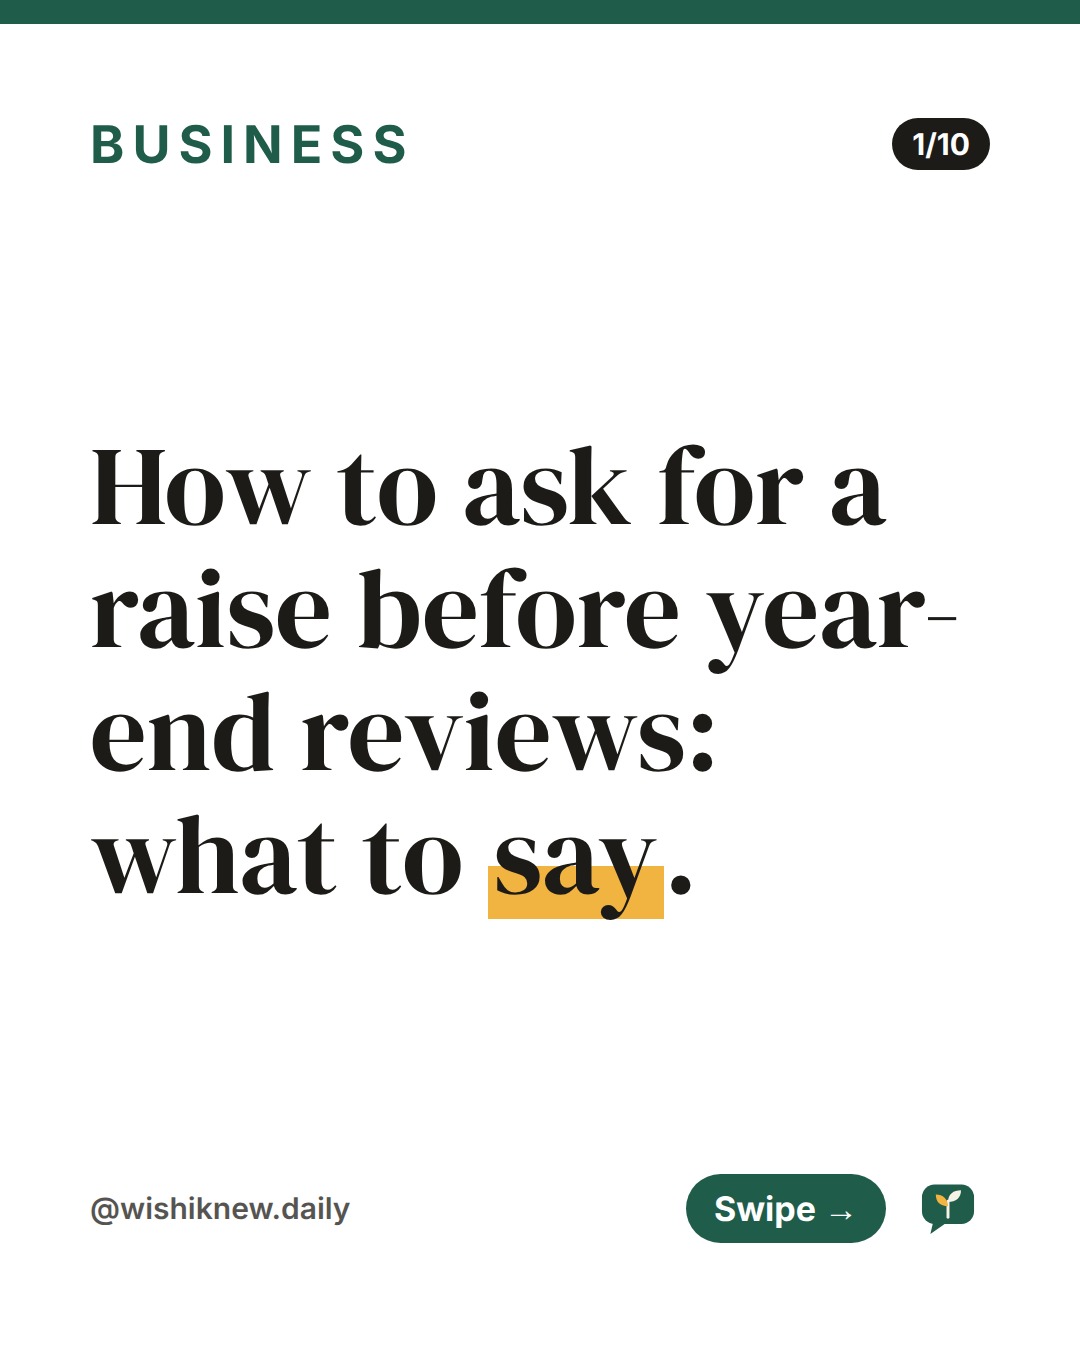 BUSINESS
1/10
How to ask for a
raise before year-
end reviews:
what to say.
@wishiknew.daily
Swipe →